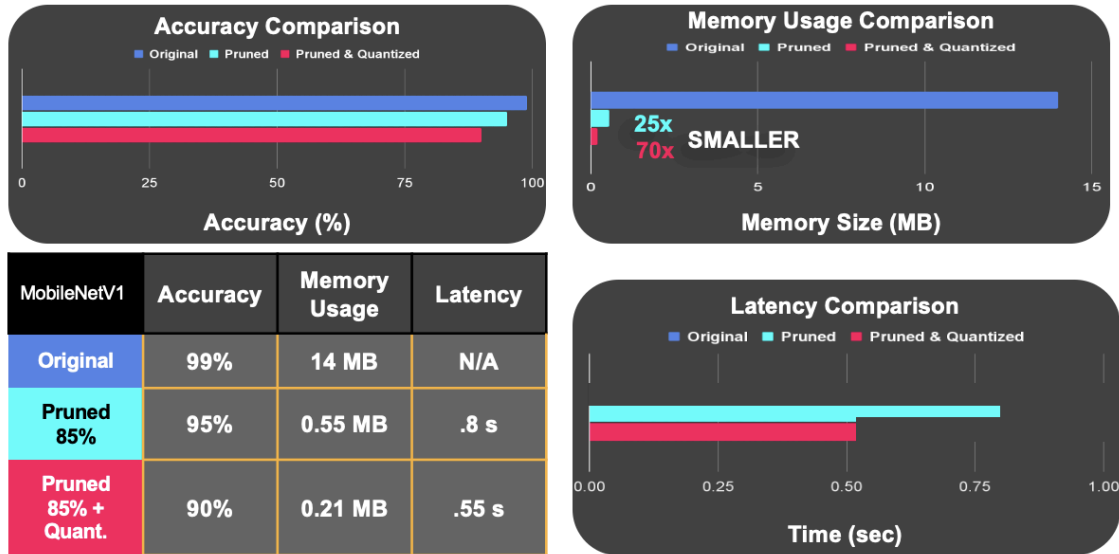 Accuracy Comparison
Original Pruned Pruned & Quantized
0 25 50 75 100
Accuracy (%)
Memory Usage Comparison
Original Pruned Pruned & Quantized
25x
70x
SMALLER
0 5 10 15
Memory Size (MB)
MobileNetV1 Accuracy Memory Usage Latency
Original 99% 14 MB N/A
Pruned 85% 95% 0.55 MB .8 s
Pruned 85% + Quant. 90% 0.21 MB .55 s
Latency Comparison
Original Pruned Pruned & Quantized
0.00 0.25 0.50 0.75 1.00
Time (sec)